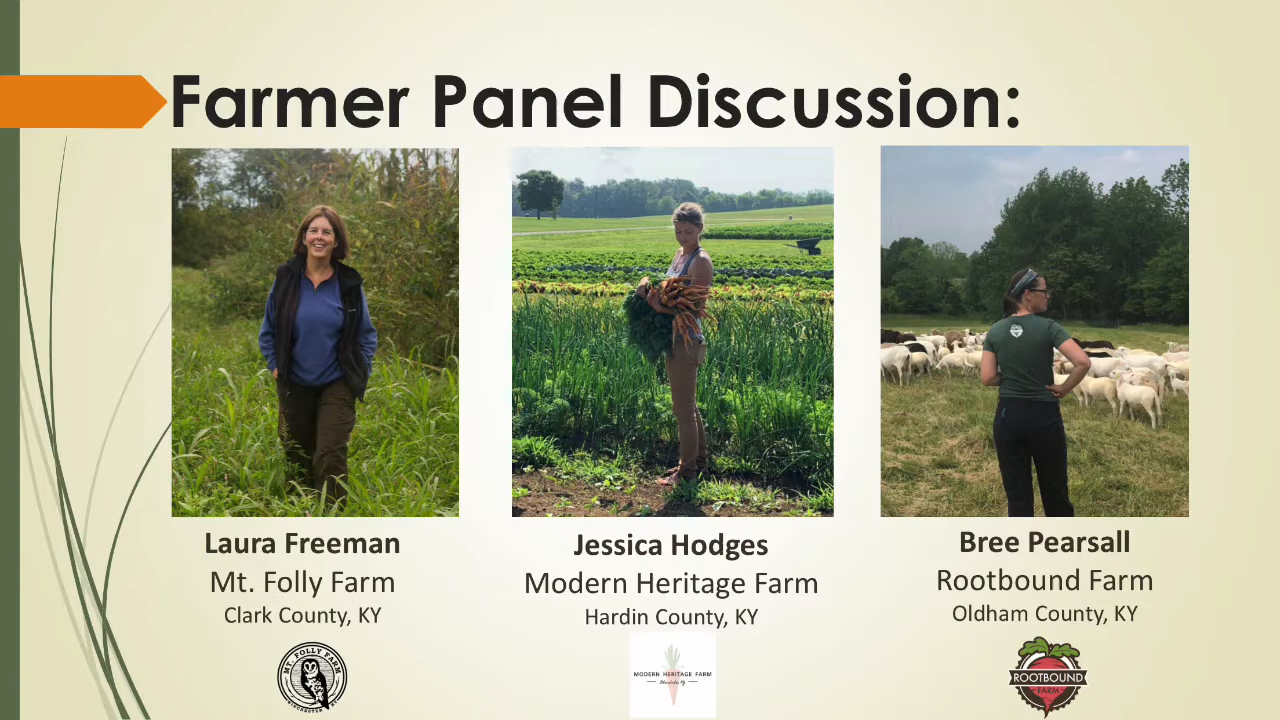 Farmer Panel Discussion:
Laura Freeman
Mt. Folly Farm
Clark County, KY
Jessica Hodges
Modern Heritage Farm
Hardin County, KY
Bree Pearsall
Rootbound Farm
Oldham County, KY
MT. FOLLY FARM
MODERN HERITAGE FARM
ROOTBOUND
FARM